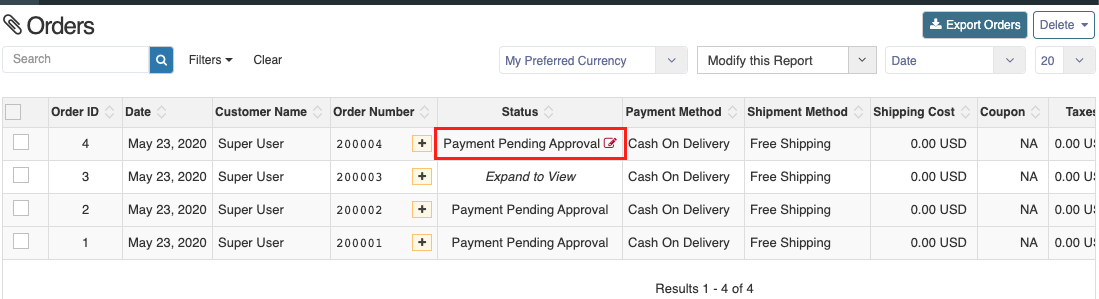 Orders
Export Orders
Delete
Search
Filters
Clear
My Preferred Currency
Modify this Report
Date
20
Order ID Date Customer Name Order Number Status Payment Method Shipment Method Shipping Cost Coupon Taxes
4 May 23, 2020 Super User 200004 + Payment Pending Approval Cash On Delivery Free Shipping 0.00 USD NA 0.00 US
3 May 23, 2020 Super User 200003 + Expand to View Cash On Delivery Free Shipping 0.00 USD NA 0.00 US
2 May 23, 2020 Super User 200002 + Payment Pending Approval Cash On Delivery Free Shipping 0.00 USD NA 0.00 US
1 May 23, 2020 Super User 200001 + Payment Pending Approval Cash On Delivery Free Shipping 0.00 USD NA 0.00 US
Results 1 - 4 of 4